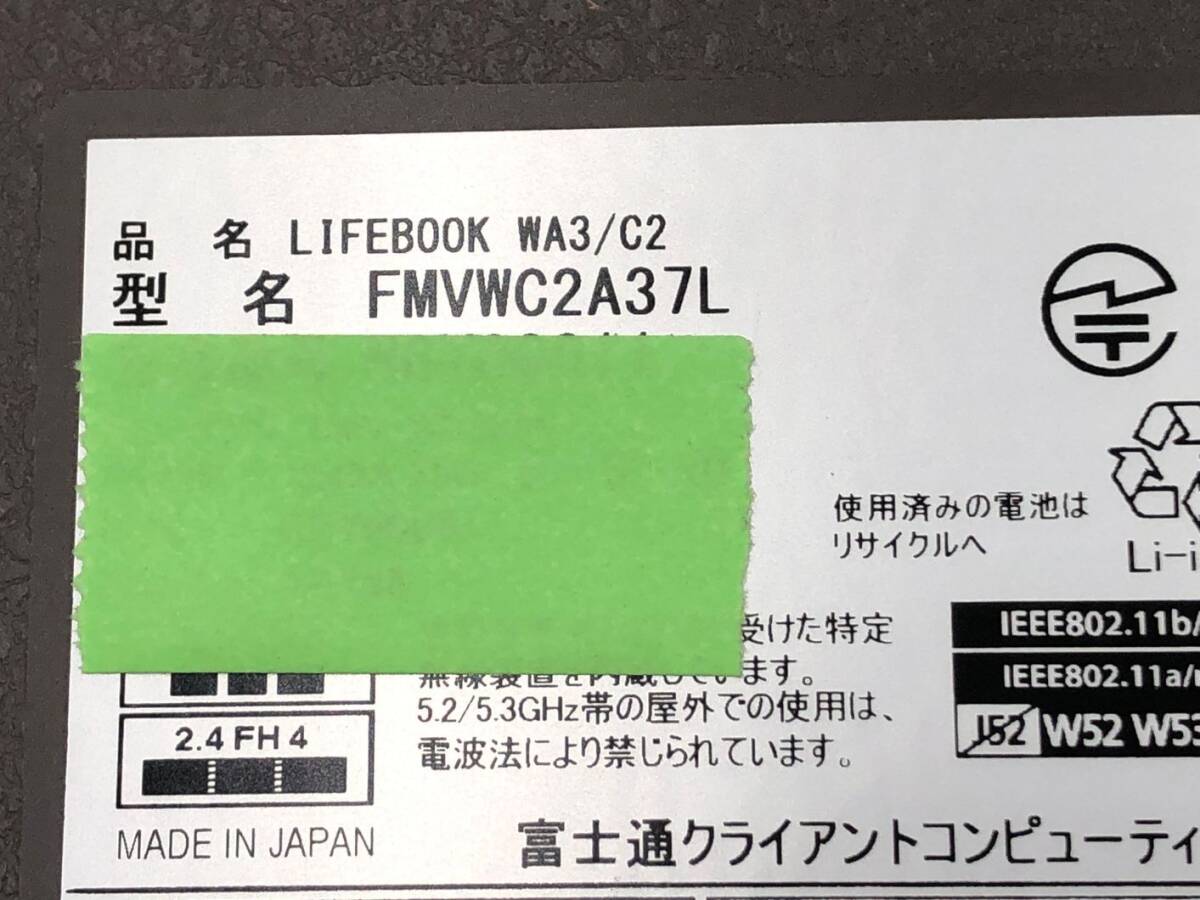 品 名 LIFEBOOK WA3/C2
型 名 FMVWC2A37L
使用済みの電池は
リサイクルへ
Li-i
受けた特定
無線装置を内蔵しています。
5.2/5.3GHz帯の屋外での使用は、
電波法により禁じられています。
IEEE802.11b/
IEEE802.11a/
J52 W52 W53
2.4 FH 4
MADE IN JAPAN
富士通クライアントコンピューティ